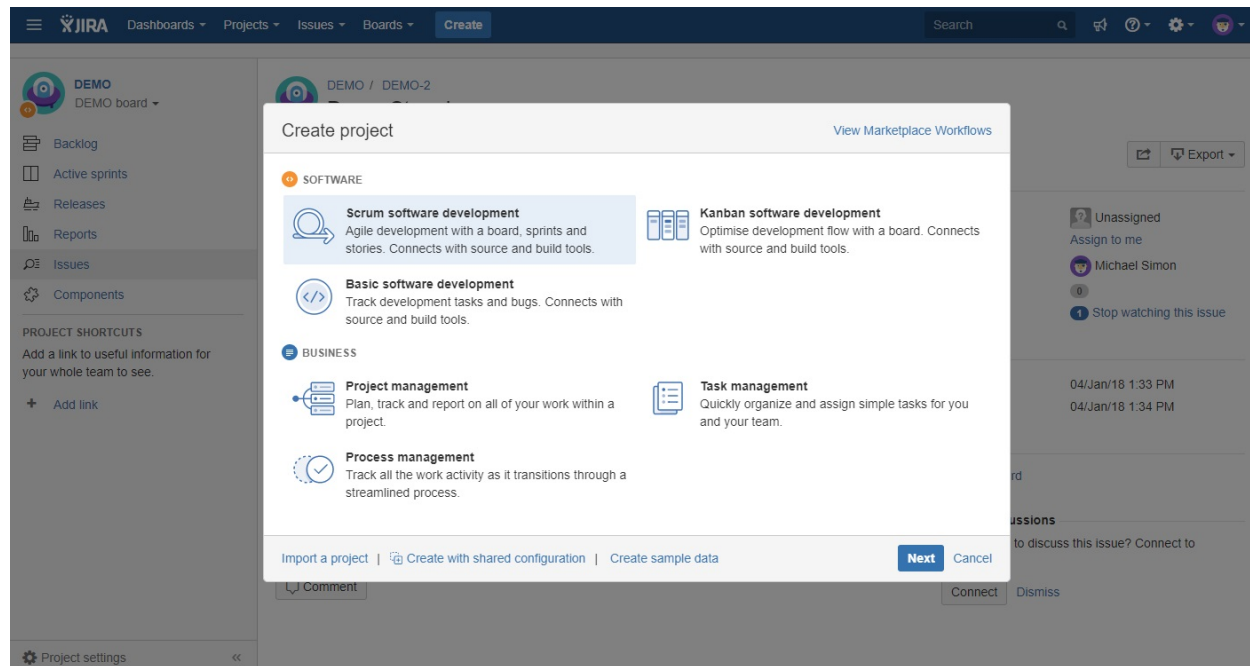 JIRA Dashboards Projects Issues Boards Create Search
DEMO
DEMO board
Backlog
Active sprints
Releases
Reports
Issues
Components
PROJECT SHORTCUTS
Add a link to useful information for
your whole team to see.
+ Add link
Project settings
DEMO / DEMO-2
Create project View Marketplace Workflows
SOFTWARE
Scrum software development
Agile development with a board, sprints and
stories. Connects with source and build tools.
Kanban software development
Optimise development flow with a board. Connects
with source and build tools.
Basic software development
Track development tasks and bugs. Connects with
source and build tools.
BUSINESS
Project management
Plan, track and report on all of your work within a
project.
Task management
Quickly organize and assign simple tasks for you
and your team.
Process management
Track all the work activity as it transitions through a
streamlined process.
Import a project | Create with shared configuration | Create sample data Next Cancel
Comment
Export
Unassigned
Assign to me
Michael Simon
0
1 Stop watching this issue
04/Jan/18 1:33 PM
04/Jan/18 1:34 PM
to discuss this issue? Connect to
Connect Dismiss